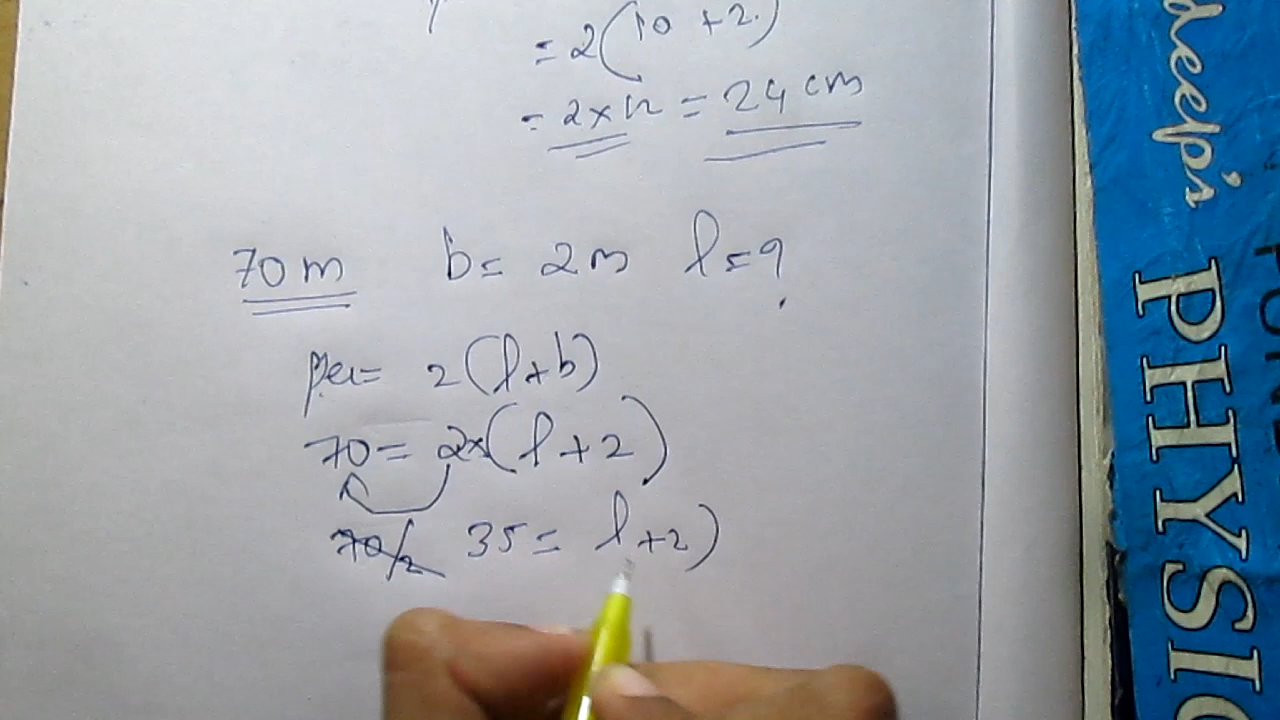 = 2(10 + 2)
= 2×12 = 24 cm
70 m b = 2 m l = ?
per = 2(l+b)
70 = 2×(l+2)
70/2 35 = l+2)
deep's
PHYSIC